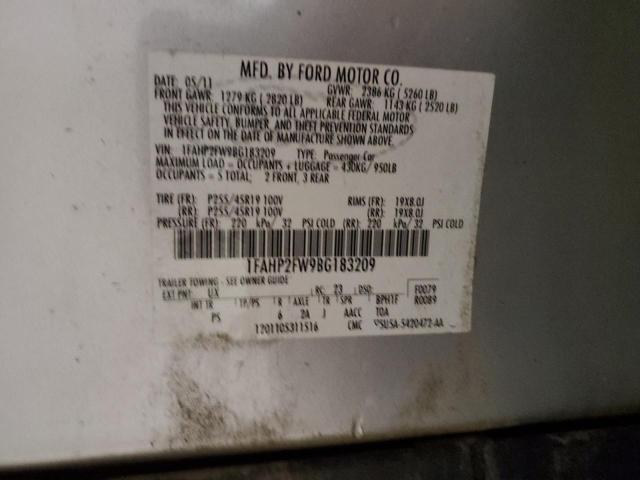 MFD. BY FORD MOTOR CO.
DATE: 05/11 GVWR: 2386 KG ( 5260 LB)
FRONT GAWR: 1279 KG ( 2820 LB) REAR GAWR: 1143 KG ( 2520 LB)
THIS VEHICLE CONFORMS TO ALL APPLICABLE FEDERAL MOTOR
VEHICLE SAFETY, BUMPER, AND THEFT PREVENTION STANDARDS
IN EFFECT ON THE DATE OF MANUFACTURE SHOWN ABOVE.
VIN: 1FAHP2FW9BG183209 TYPE: Passenger Car
MAXIMUM LOAD = OCCUPANTS + LUGGAGE = 430KG/ 950LB
OCCUPANTS = 5 TOTAL, 2 FRONT, 3 REAR
TIRE (FR): P255/45R19 100V RIMS (FR): 19X8.0J
(RR): P255/45R19 100V (RR): 19X8.0J
PRESSURE (FR): 220 kPa/ 32 PSI COLD (RR): 220 kPa/ 32 PSI COLD
1FAHP2FW9BG183209
TRAILER TOWING - SEE OWNER GUIDE
EXT PNT: UX RC: 23 DSO: F0079
INT TR TP/PS R AXLE TR SPR BPHTF R0089
PS 6 2A J AACC TOA
1201105311516 CMC 5U5A-5420472-AA